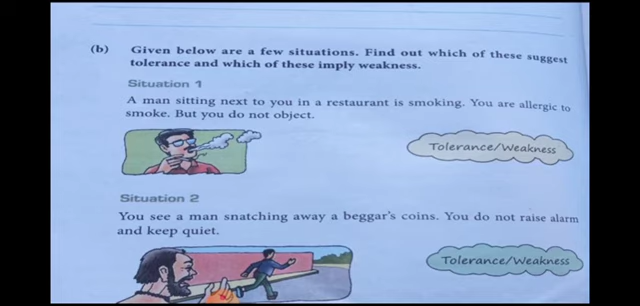 (b) Given below are a few situations. Find out which of these suggest
tolerance and which of these imply weakness.
Situation 1
A man sitting next to you in a restaurant is smoking. You are allergic to
smoke. But you do not object.
Tolerance/Weakness
Situation 2
You see a man snatching away a beggar's coins. You do not raise alarm
and keep quiet.
Tolerance/Weakness